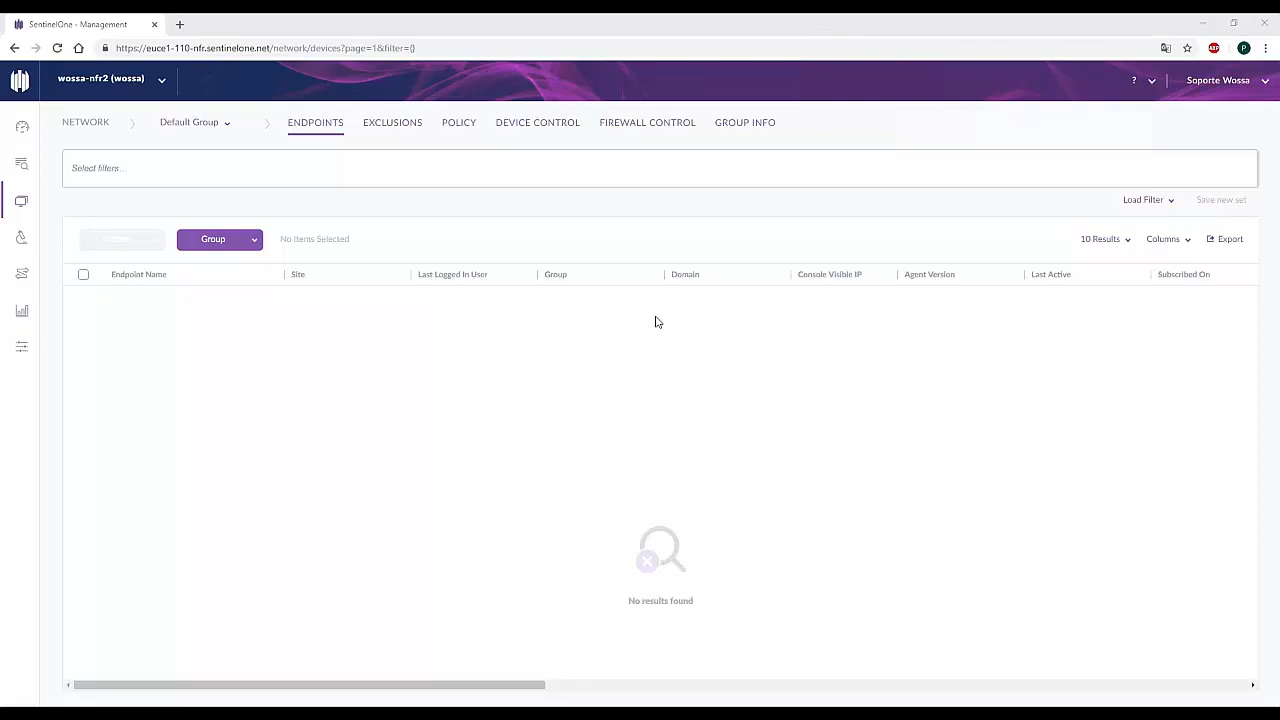 SentinelOne - Management
https://euce1-110-nfr.sentinelone.net/network/devices?page=1&filter={}
ABP
P
wossa-nfr2 (wossa)
?
Soporte Wossa
NETWORK
Default Group
ENDPOINTS
EXCLUSIONS
POLICY
DEVICE CONTROL
FIREWALL CONTROL
GROUP INFO
Select filters...
Load Filter
Save new set
Group
No Items Selected
10 Results
Columns
Export
Endpoint Name
Site
Last Logged In User
Group
Domain
Console Visible IP
Agent Version
Last Active
Subscribed On
No results found